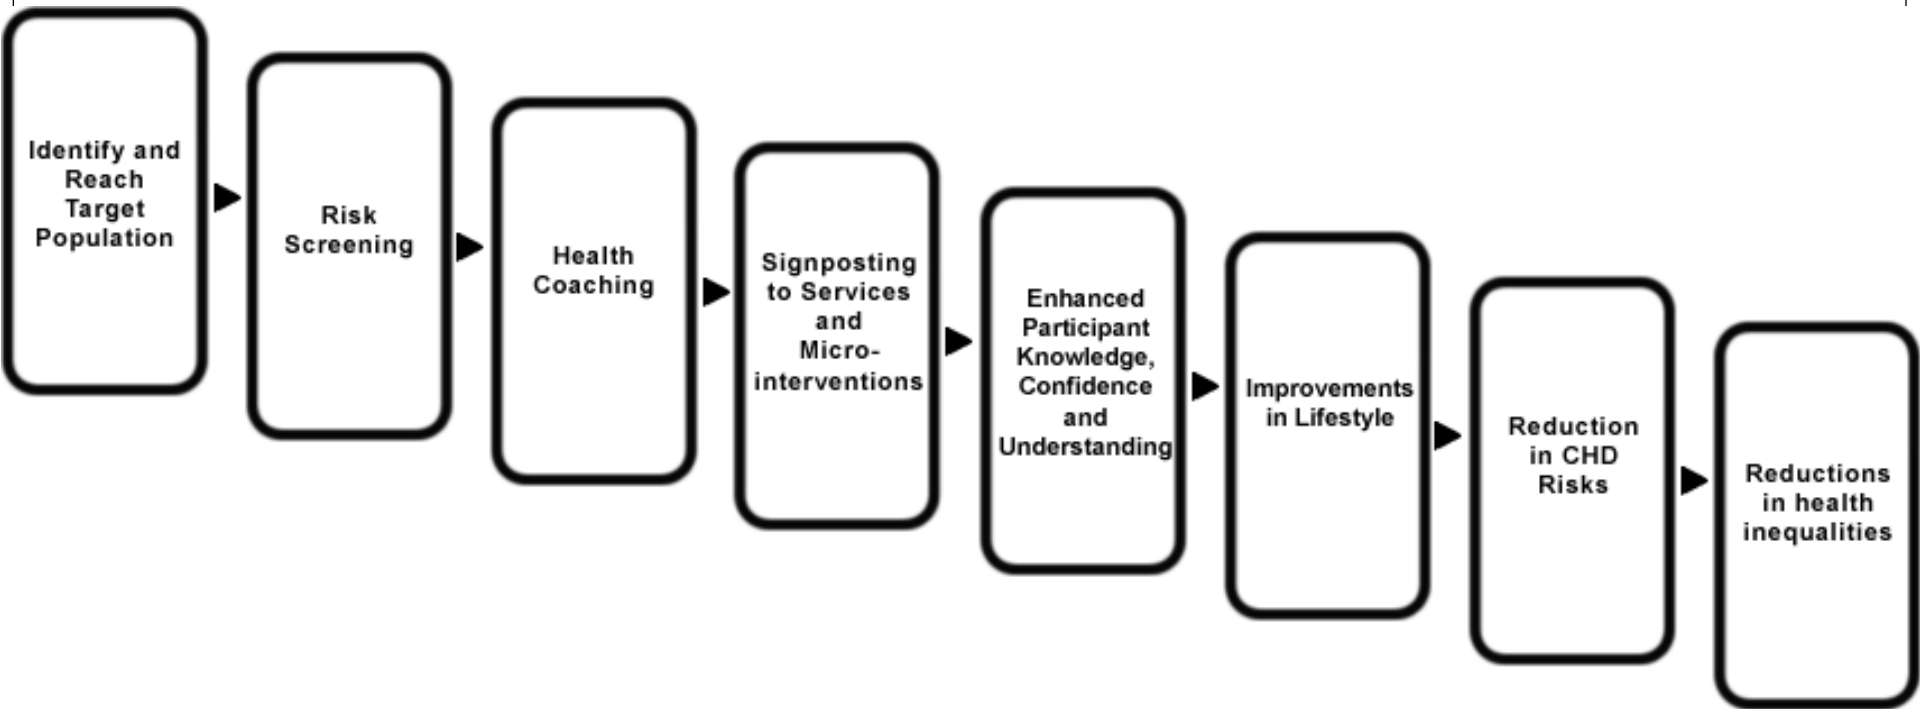 Identify and
Reach
Target
Population
Risk
Screening
Health
Coaching
Signposting
to Services
and
Micro-
interventions
Enhanced
Participant
Knowledge,
Confidence
and
Understanding
Improvements
in Lifestyle
Reduction
in CHD
Risks
Reductions
in health
inequalities